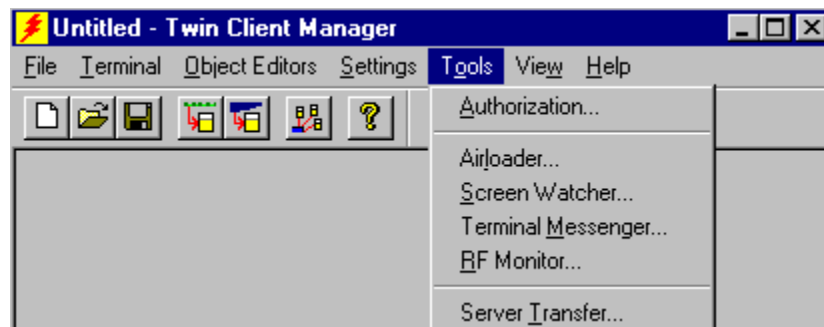 Untitled - Twin Client Manager
File Terminal Object Editors Settings Tools View Help
Authorization...
Airloader...
Screen Watcher...
Terminal Messenger...
RF Monitor...
Server Transfer...